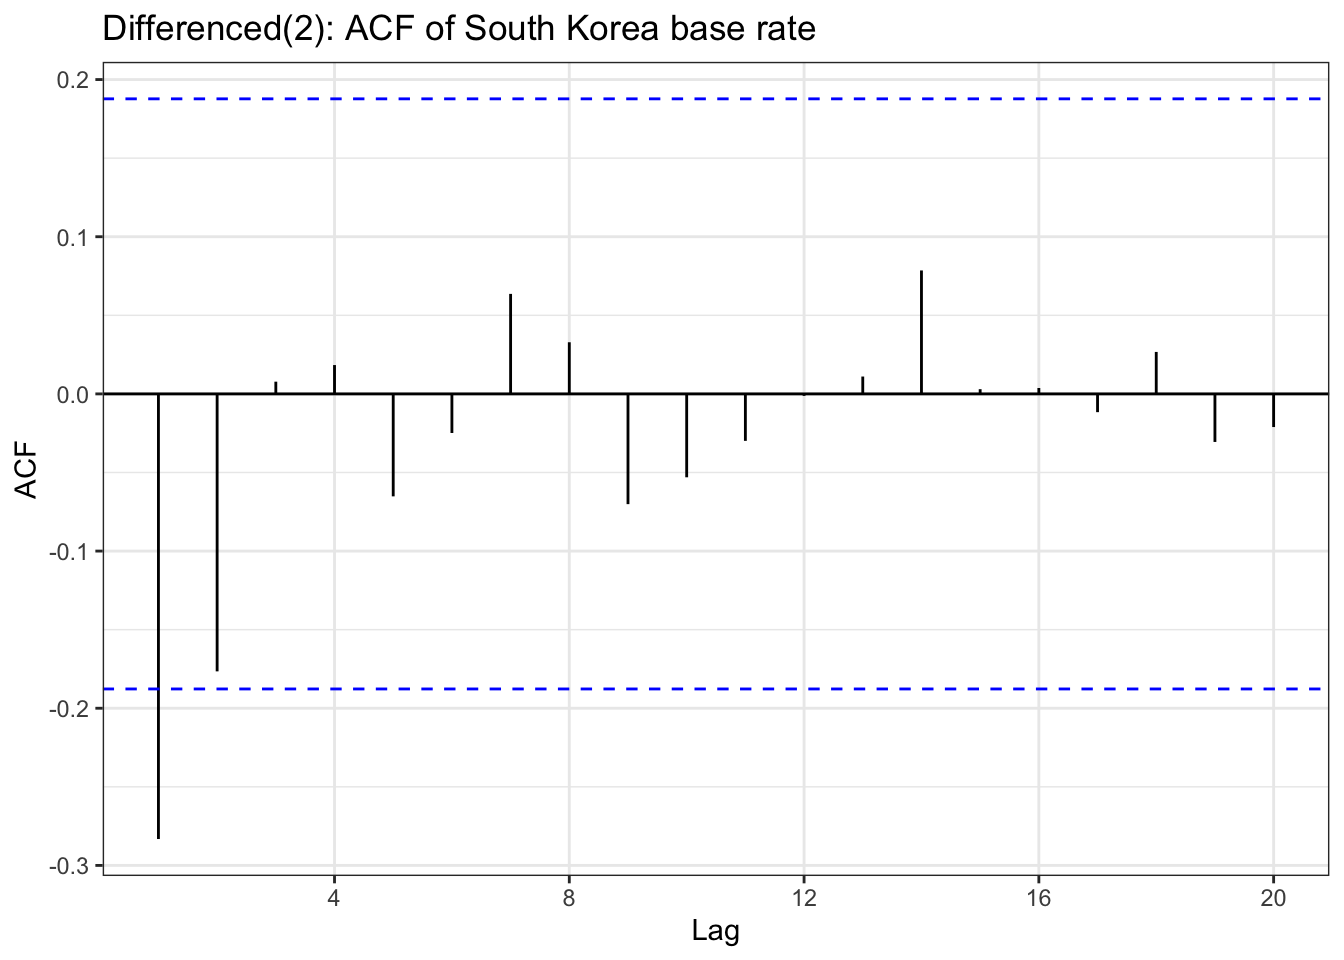 Differenced(2): ACF of South Korea base rate
0.2
0.1
0.0
-0.1
-0.2
-0.3
ACF
4 8 12 16 20
Lag